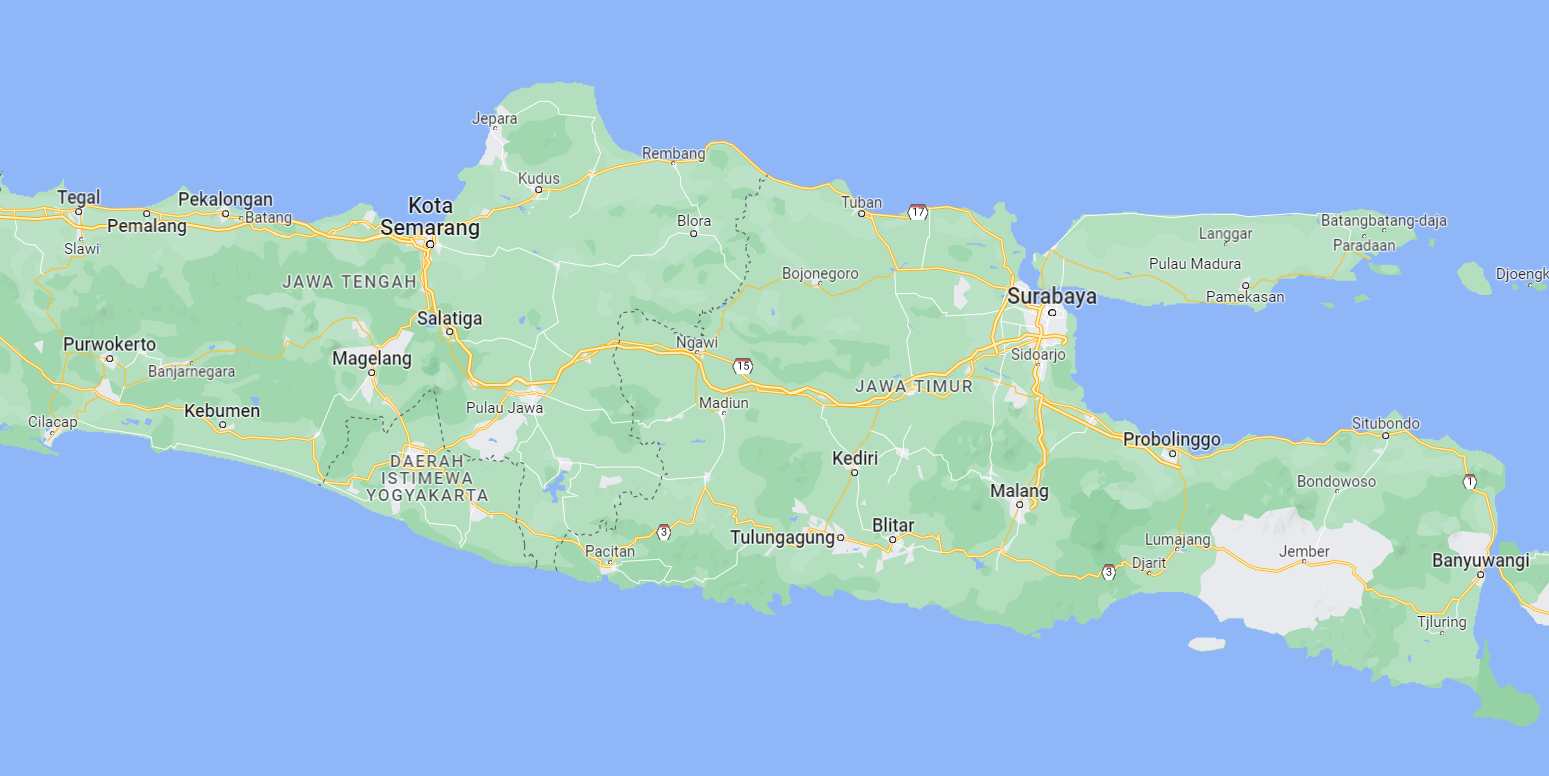 Jepara
Rembang
Kudus
Tegal
Pekalongan
Kota
Semarang
Tuban
17
Batang
Pemalang
Blora
Batangbatang-daja
Langgar
Paradaan
Slawi
Pulau Madura
JAWA TENGAH
Bojonegoro
Djoengk
Surabaya
Pamekasan
Salatiga
Purwokerto
Ngawi
Magelang
Sidoarjo
15
Banjarnegara
JAWA TIMUR
Pulau Jawa
Madiun
Kebumen
Cilacap
Situbondo
Probolinggo
DAERAH
ISTIMEWA
YOGYAKARTA
Kediri
1
Bondowoso
Malang
Blitar
3
Tulungagung
Lumajang
Pacitan
Jember
Djarit
3
Banyuwangi
Tjluring